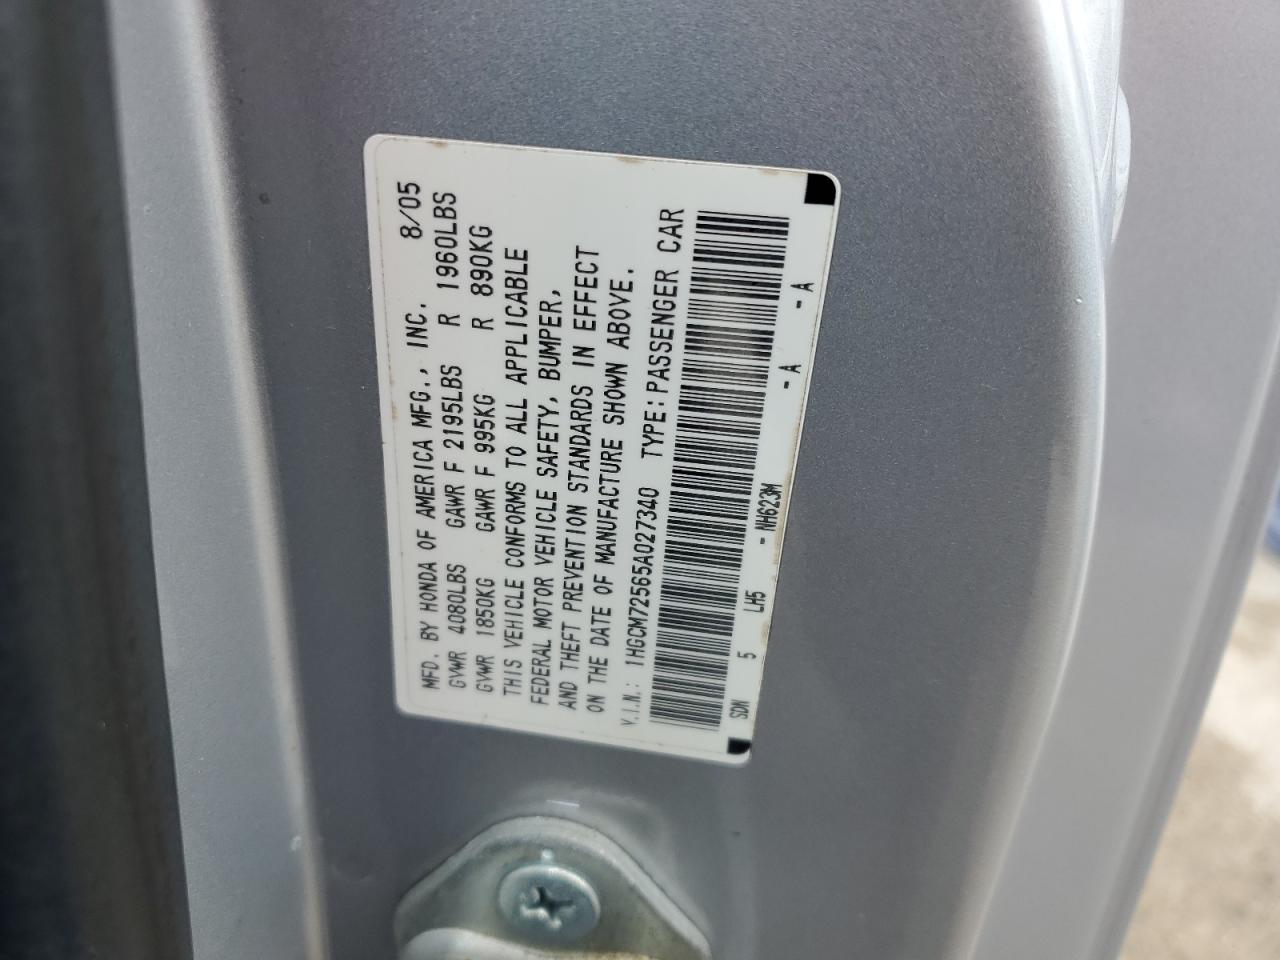 MFD. BY HONDA OF AMERICA MFG., INC. 8/05
GVWR 4080LBS GAWR F 2195LBS R 1960LBS
GVWR 1850KG GAWR F 995KG R 890KG
THIS VEHICLE CONFORMS TO ALL APPLICABLE
FEDERAL MOTOR VEHICLE SAFETY, BUMPER,
AND THEFT PREVENTION STANDARDS IN EFFECT
ON THE DATE OF MANUFACTURE SHOWN ABOVE.
V.I.N.: 1HGCM72565A027340 TYPE:PASSENGER CAR
SDN 5 LH5 - NH623M - A - A